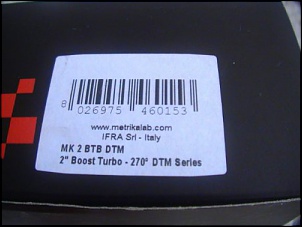 8 026975 460153
www.metrikalab.com
IFRA Srl - Italy
MK 2 BTB DTM
2" Boost Turbo - 270° DTM Series